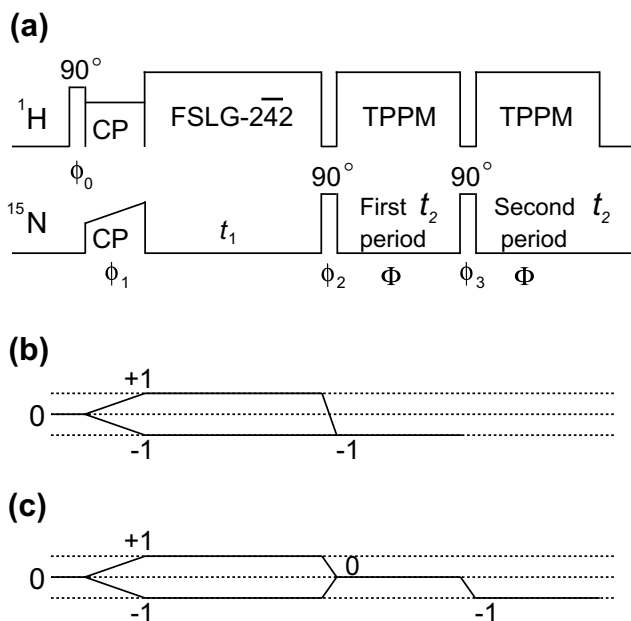 (a)
90°
¹H
CP
FSLG-24̅2̅
TPPM
TPPM
ϕ₀
90°
90°
¹⁵N
CP
t₁
First t₂
period
Second t₂
period
ϕ₁
ϕ₂
Φ
ϕ₃
Φ
(b)
+1
0
-1
-1
(c)
+1
0
0
-1
-1